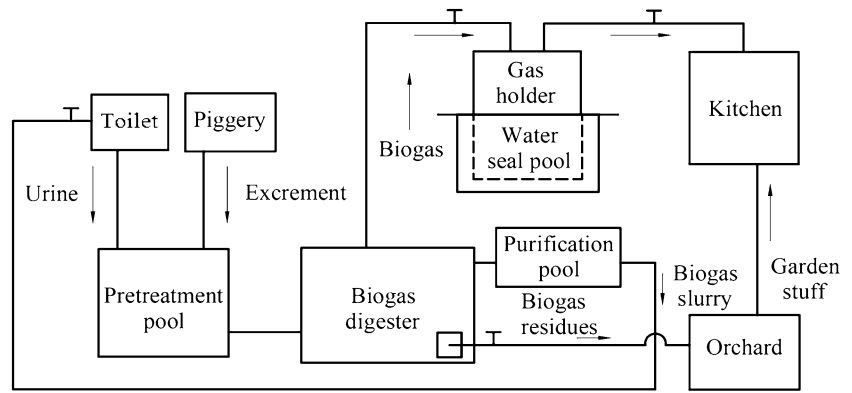 Gas
holder
Kitchen
Toilet
Piggery
Water
seal pool
Biogas
Urine
Excrement
Purification
pool
Pretreatment
pool
Biogas
digester
Biogas
residues
Biogas
slurry
Garden
stuff
Orchard